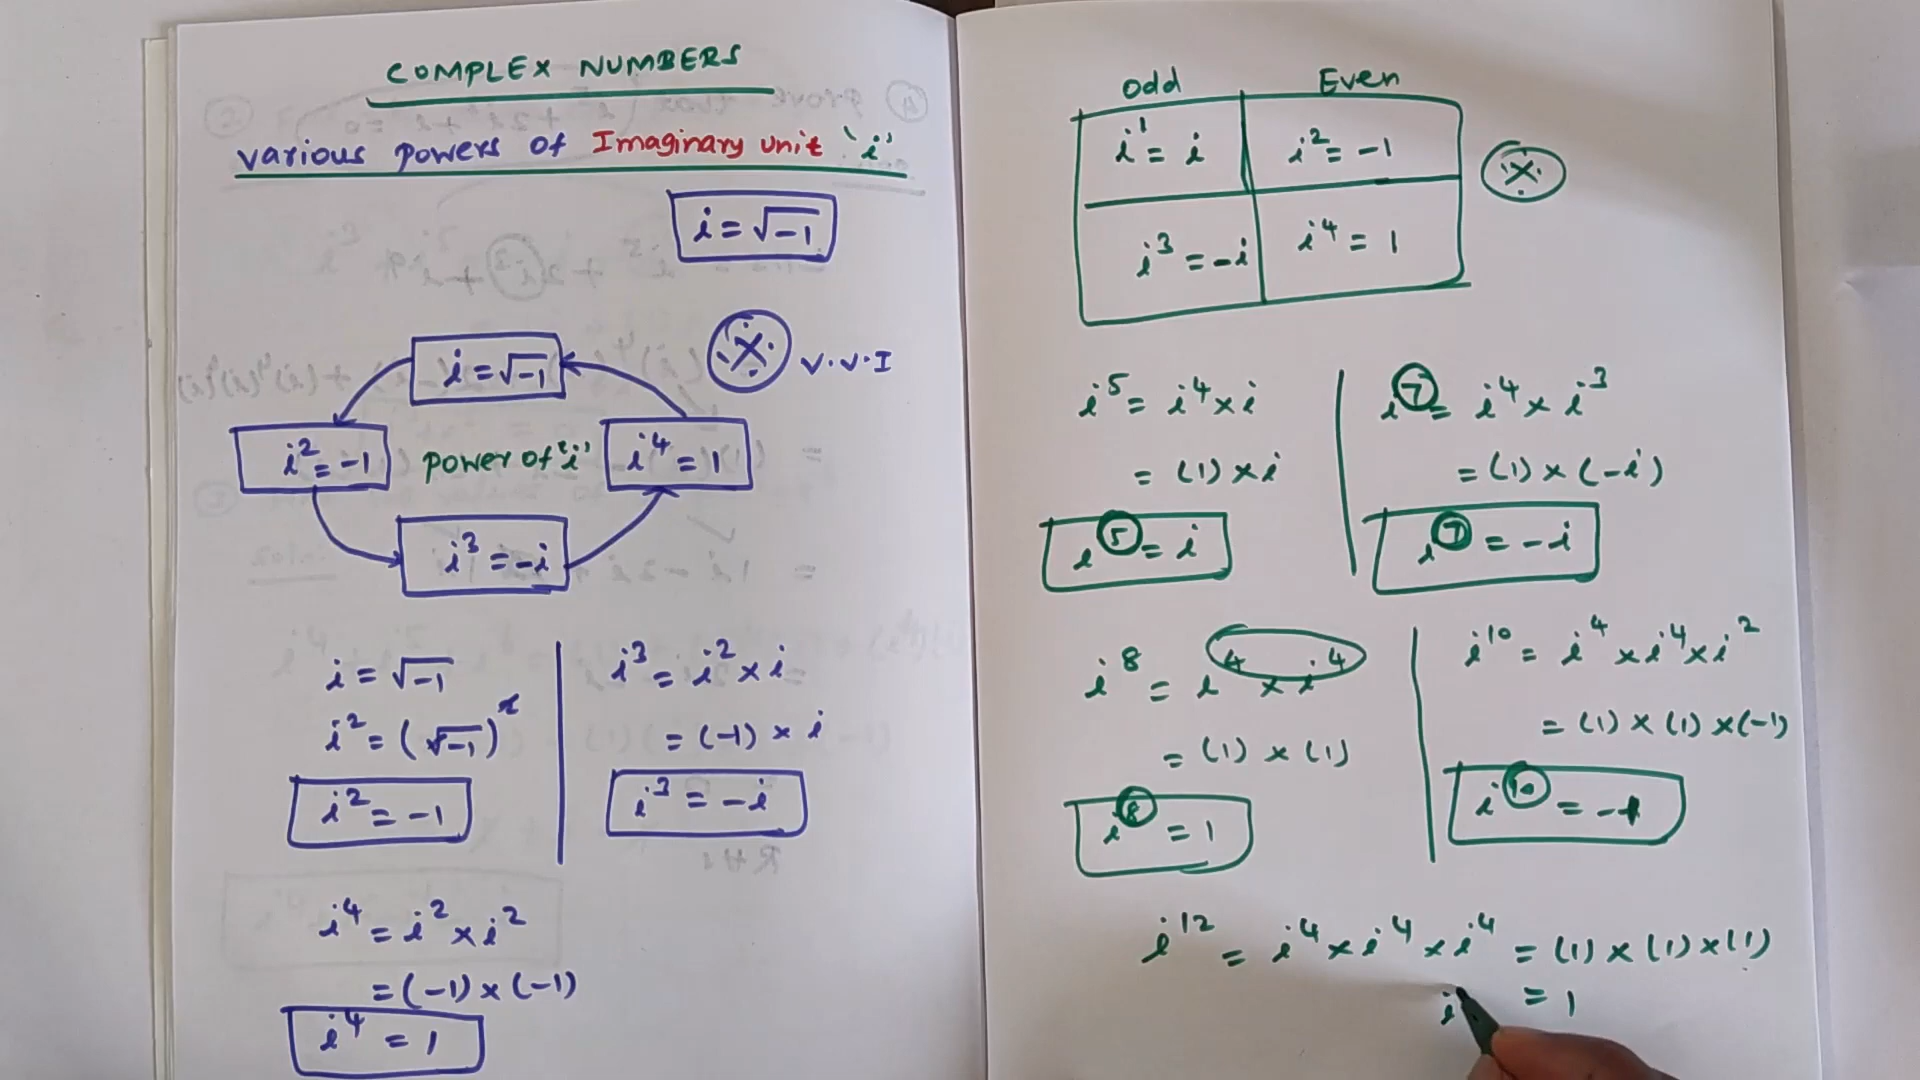 COMPLEX NUMBERS
various powers of Imaginary unit 'i'
i = √-1
i = √-1
V.V.I
i² = -1
power of 'i'
i⁴ = 1
i³ = -i
i = √-1
i² = (√-1)²
i² = -1
i³ = i² × i
= (-1) × i
i³ = -i
i⁴ = i² × i²
= (-1) × (-1)
i⁴ = 1
odd Even
i¹ = i i² = -1
i³ = -i i⁴ = 1
i⁵ = i⁴ × i
= (1) × i
i⁵ = i
i⁷ = i⁴ × i³
= (1) × (-i)
i⁷ = -i
i⁸ = i⁴ × i⁴
= (1) × (1)
i⁸ = 1
i¹⁰ = i⁴ × i⁴ × i²
= (1) × (1) × (-1)
i¹⁰ = -1
i¹² = i⁴ × i⁴ × i⁴ = (1) × (1) × (1)
i = 1